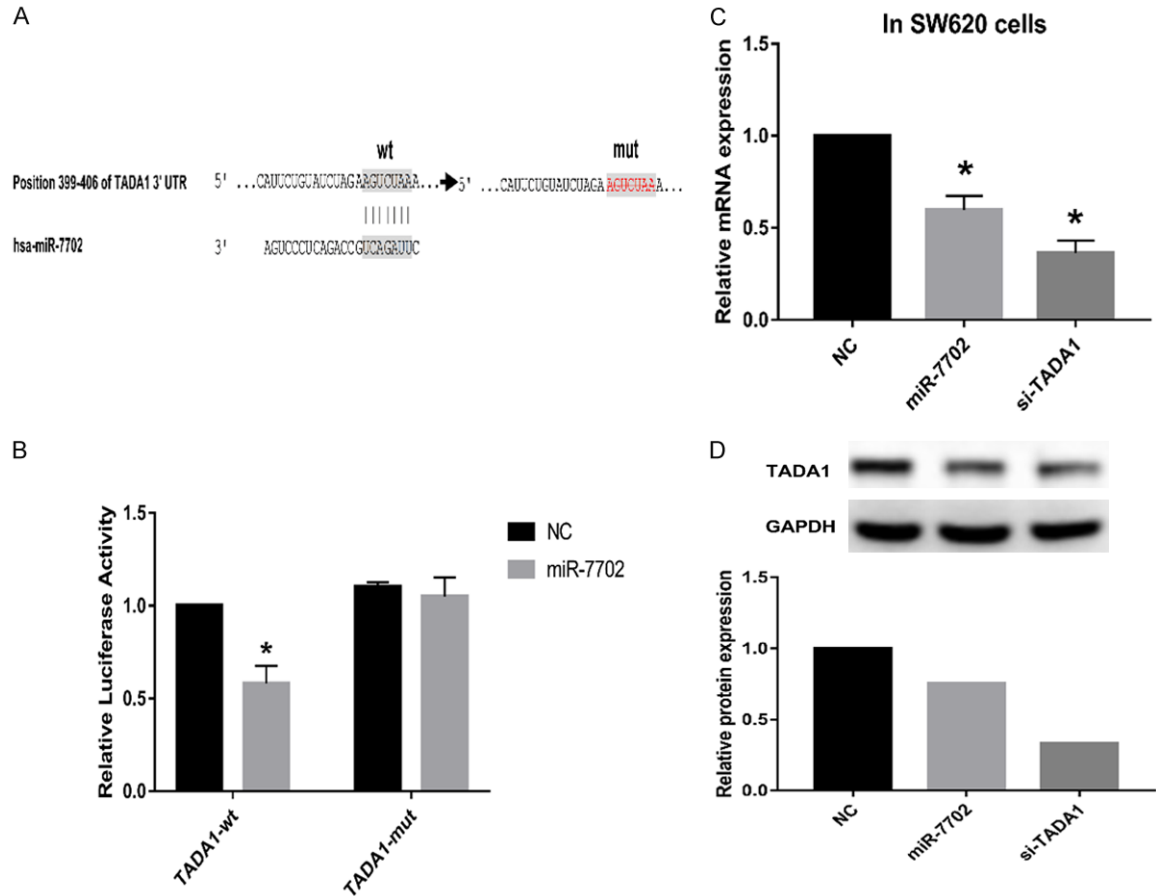 A
wt
mut
Position 399-406 of TADA1 3' UTR 5' ...CAUUCUGUAUCUAGAAGUCUAAA... 5' ...CAUUCUGUAUCUAGAAGUCUAAA...
hsa-miR-7702 3' AGUCCCUCAGACCGUCAGAUUC
B
Relative Luciferase Activity
1.5
1.0
0.5
0.0
TADA1-wt
TADA1-mut
*
NC
miR-7702
C
In SW620 cells
Relative mRNA expression
1.5
1.0
0.5
0.0
*
*
NC
miR-7702
si-TADA1
D
TADA1
GAPDH
Relative protein expression
1.5
1.0
0.5
0.0
NC
miR-7702
si-TADA1